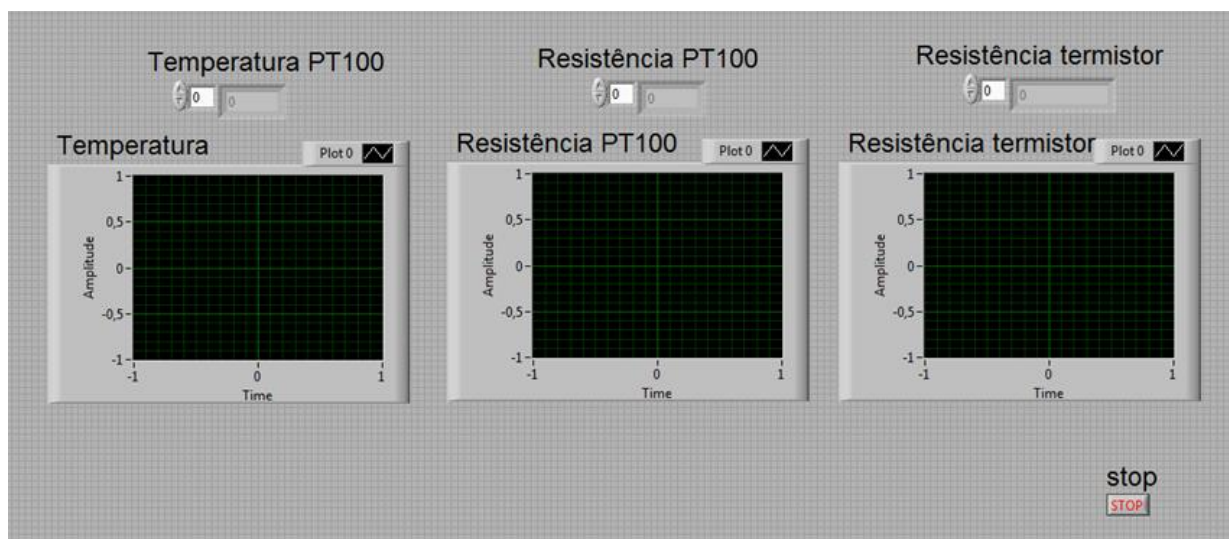 Temperatura PT100
0 0
Resistência PT100
0 0
Resistência termistor
0 0
Temperatura
Plot 0
1
0,5
0
-0,5
-1
Amplitude
-1 0 1
Time
Resistência PT100
Plot 0
1
0,5
0
-0,5
-1
Amplitude
-1 0 1
Time
Resistência termistor
Plot 0
1
0,5
0
-0,5
-1
Amplitude
-1 0 1
Time
stop
STOP